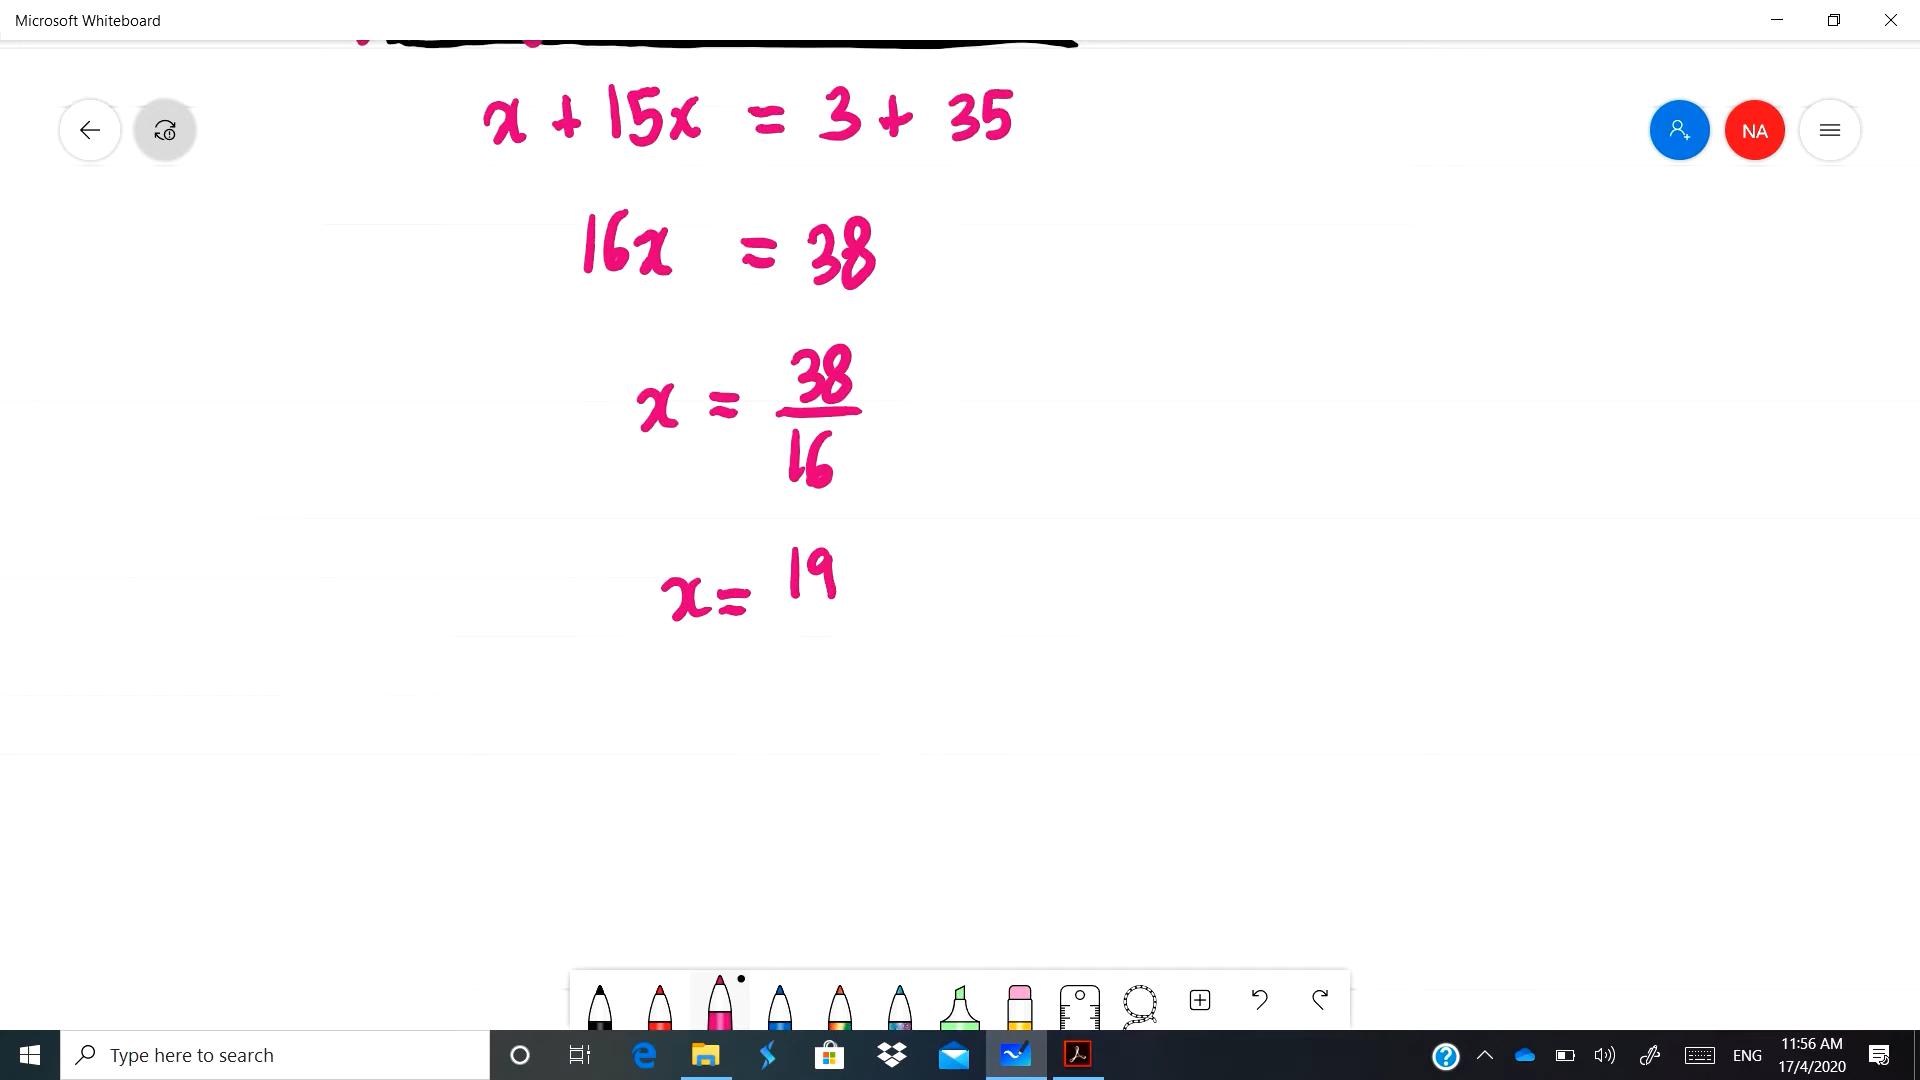 Microsoft Whiteboard
x + 15x = 3 + 35
NA
16x = 38
x = 38
16
x = 19
Type here to search
ENG
11:56 AM
17/4/2020